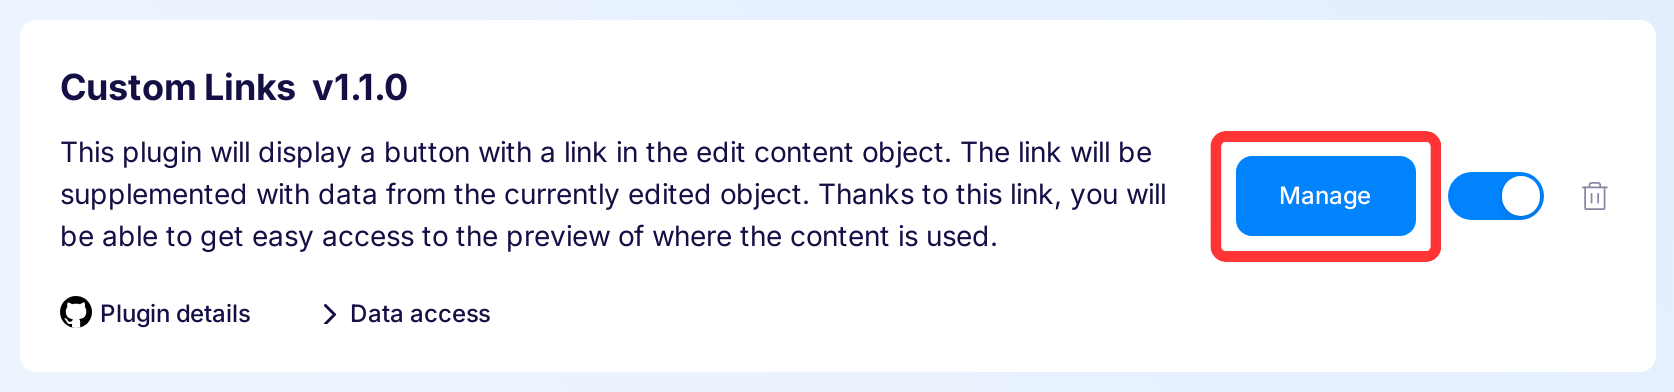 Custom Links v1.1.0
This plugin will display a button with a link in the edit content object. The link will be
supplemented with data from the currently edited object. Thanks to this link, you will
be able to get easy access to the preview of where the content is used.
Manage
Plugin details
Data access